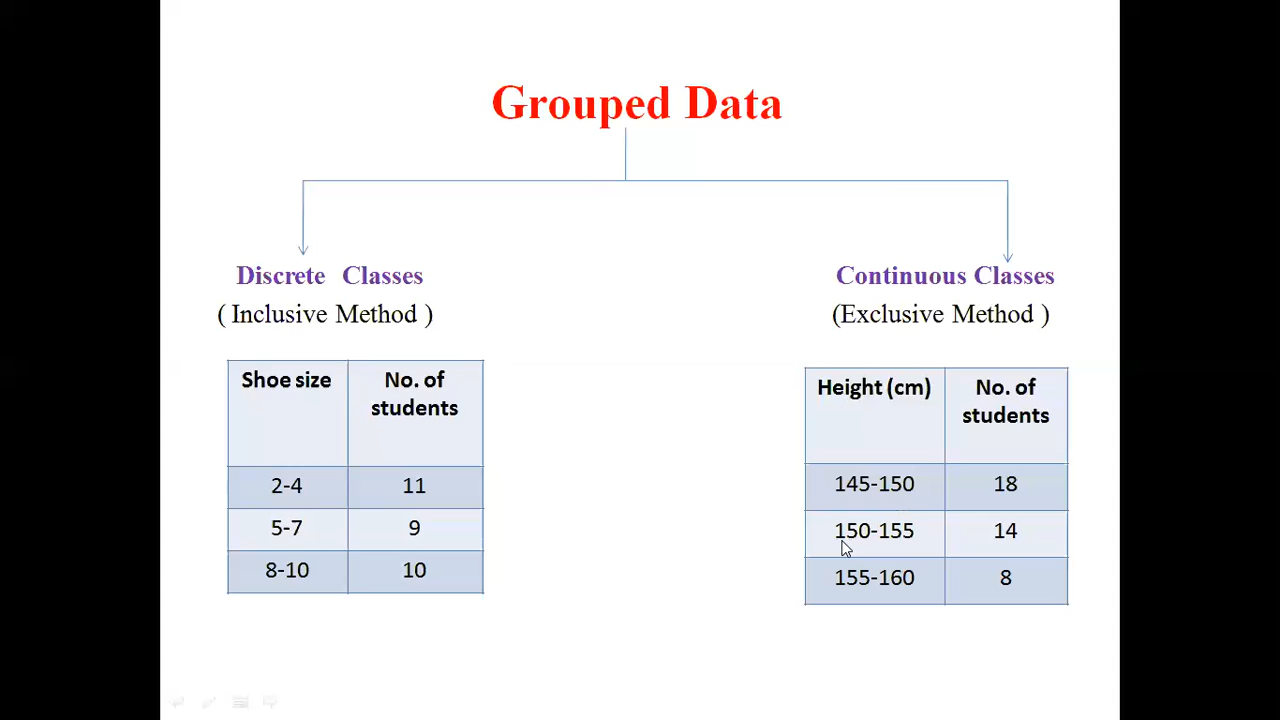 Grouped Data
Discrete Classes
( Inclusive Method )
Shoe size No. of
students
2-4 11
5-7 9
8-10 10
Continuous Classes
(Exclusive Method )
Height (cm) No. of
students
145-150 18
150-155 14
155-160 8